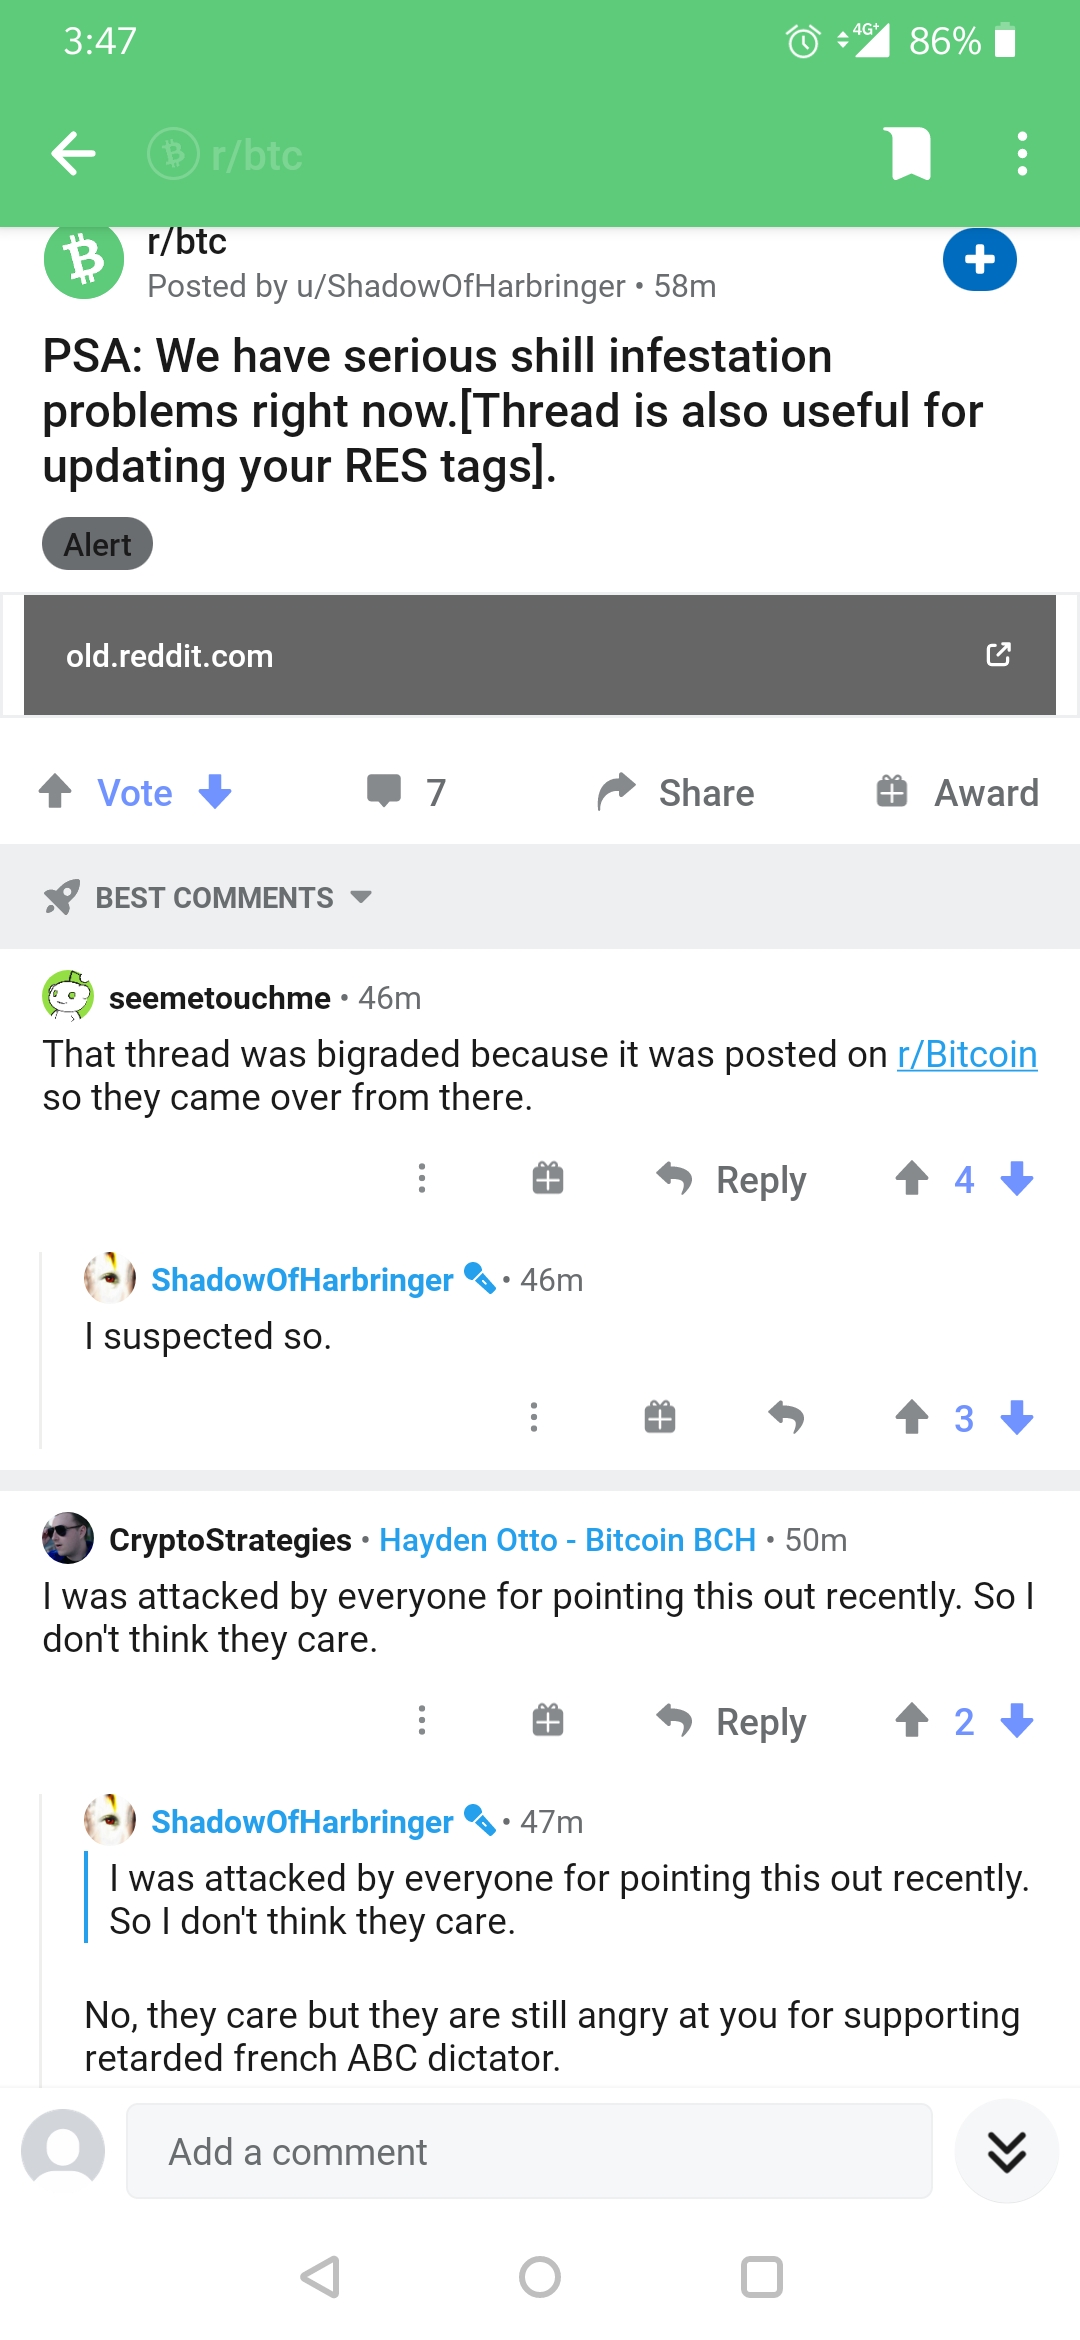 3:47
4G+ 86%
r/btc
r/btc
Posted by u/ShadowOfHarbringer • 58m
PSA: We have serious shill infestation
problems right now.[Thread is also useful for
updating your RES tags].
Alert
old.reddit.com
Vote 7 Share Award
BEST COMMENTS
seemetouchme • 46m
That thread was bigraded because it was posted on r/Bitcoin
so they came over from there.
Reply 4
ShadowOfHarbringer • 46m
I suspected so.
3
CryptoStrategies • Hayden Otto - Bitcoin BCH • 50m
I was attacked by everyone for pointing this out recently. So I
don't think they care.
Reply 2
ShadowOfHarbringer • 47m
I was attacked by everyone for pointing this out recently.
So I don't think they care.
No, they care but they are still angry at you for supporting
retarded french ABC dictator.
Add a comment